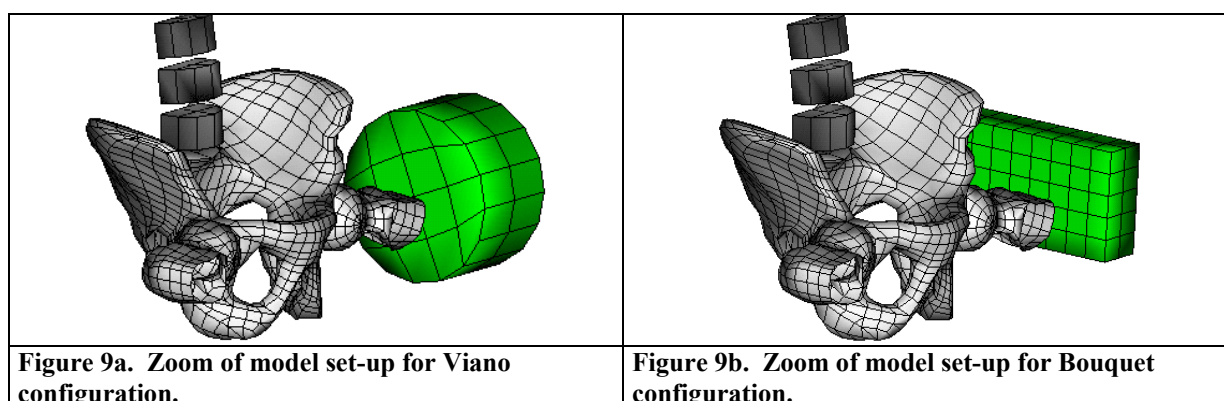 Figure 9a. Zoom of model set-up for Viano
configuration.
Figure 9b. Zoom of model set-up for Bouquet
configuration.